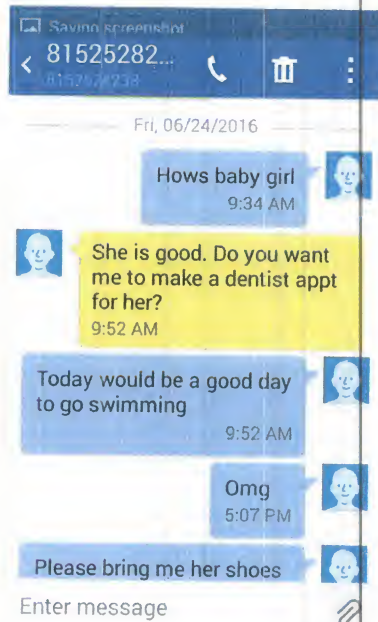 Saving screenshot
81525282...
Fri, 06/24/2016
Hows baby girl
9:34 AM
She is good. Do you want
me to make a dentist appt
for her?
9:52 AM
Today would be a good day
to go swimming
9:52 AM
Omg
5:07 PM
Please bring me her shoes
Enter message